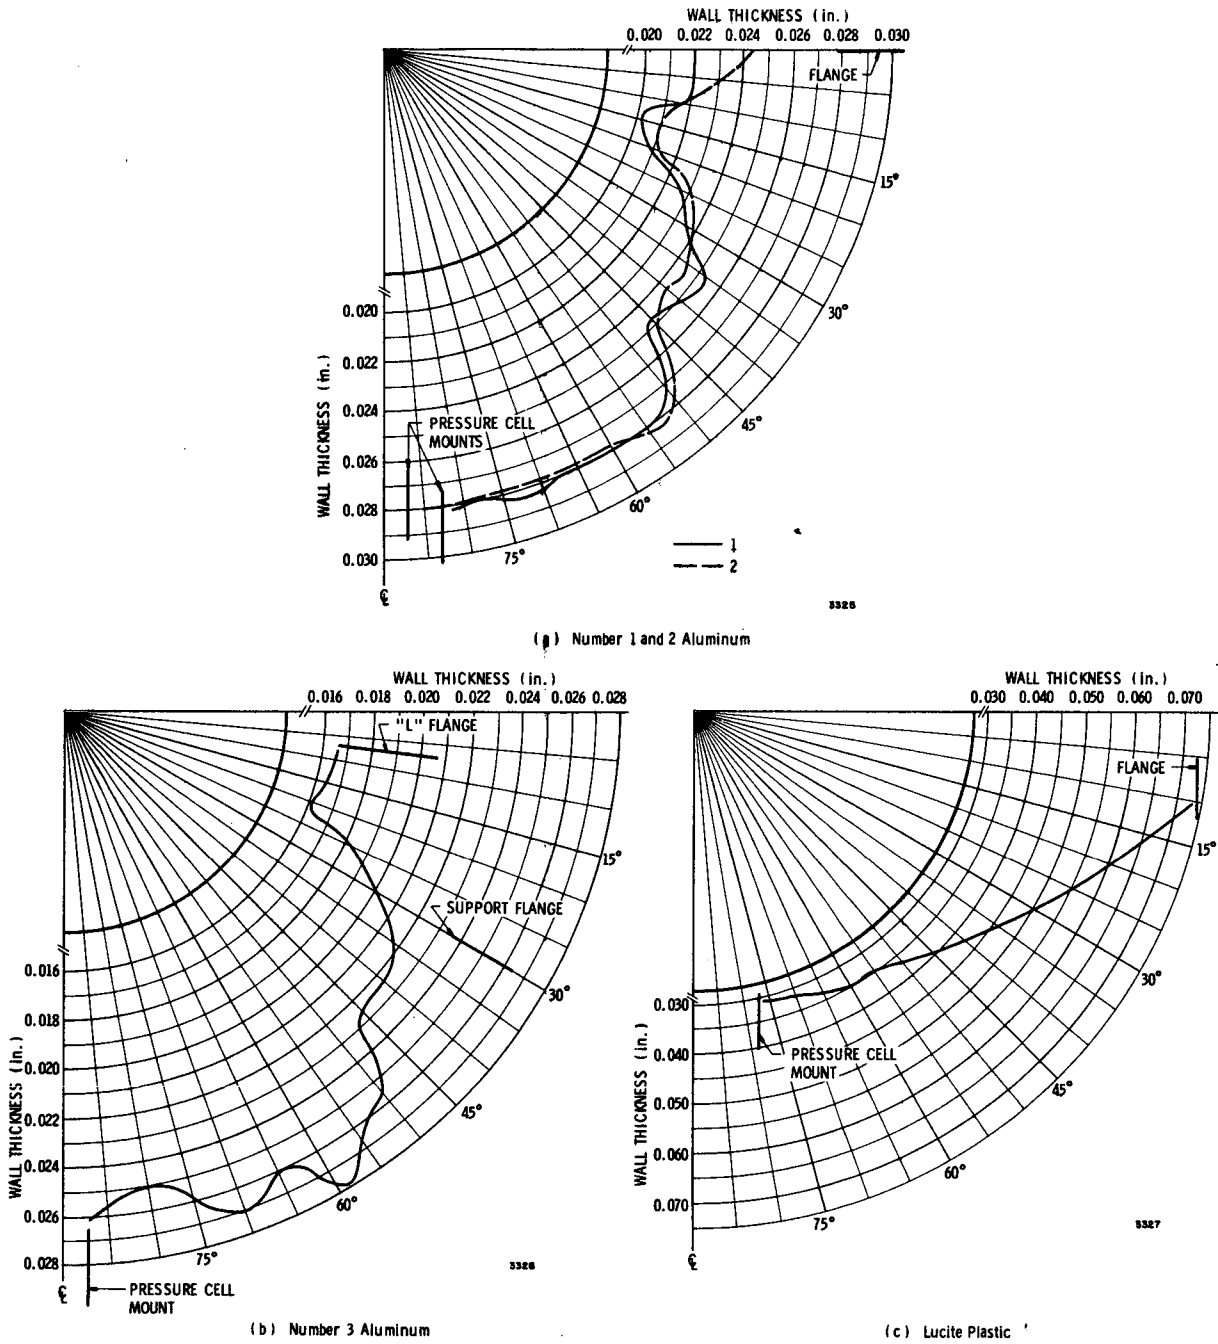 WALL THICKNESS (in.)
0.020 0.022 0.024 0.026 0.028 0.030
FLANGE
15°
30°
45°
60°
75°
0.020
0.022
0.024
0.026
0.028
0.030
WALL THICKNESS (in.)
PRESSURE CELL
MOUNTS
1
2
℄
3325
(a) Number 1 and 2 Aluminum
WALL THICKNESS (in.)
0.016 0.018 0.020 0.022 0.024 0.026 0.028
"L" FLANGE
SUPPORT FLANGE
15°
30°
45°
60°
75°
0.016
0.018
0.020
0.022
0.024
0.026
0.028
WALL THICKNESS (in.)
PRESSURE CELL
MOUNT
℄
3326
(b) Number 3 Aluminum
WALL THICKNESS (in.)
0.030 0.040 0.050 0.060 0.070
FLANGE
15°
30°
45°
60°
75°
0.030
0.040
0.050
0.060
0.070
WALL THICKNESS (in.)
PRESSURE CELL
MOUNT
℄
3327
(c) Lucite Plastic